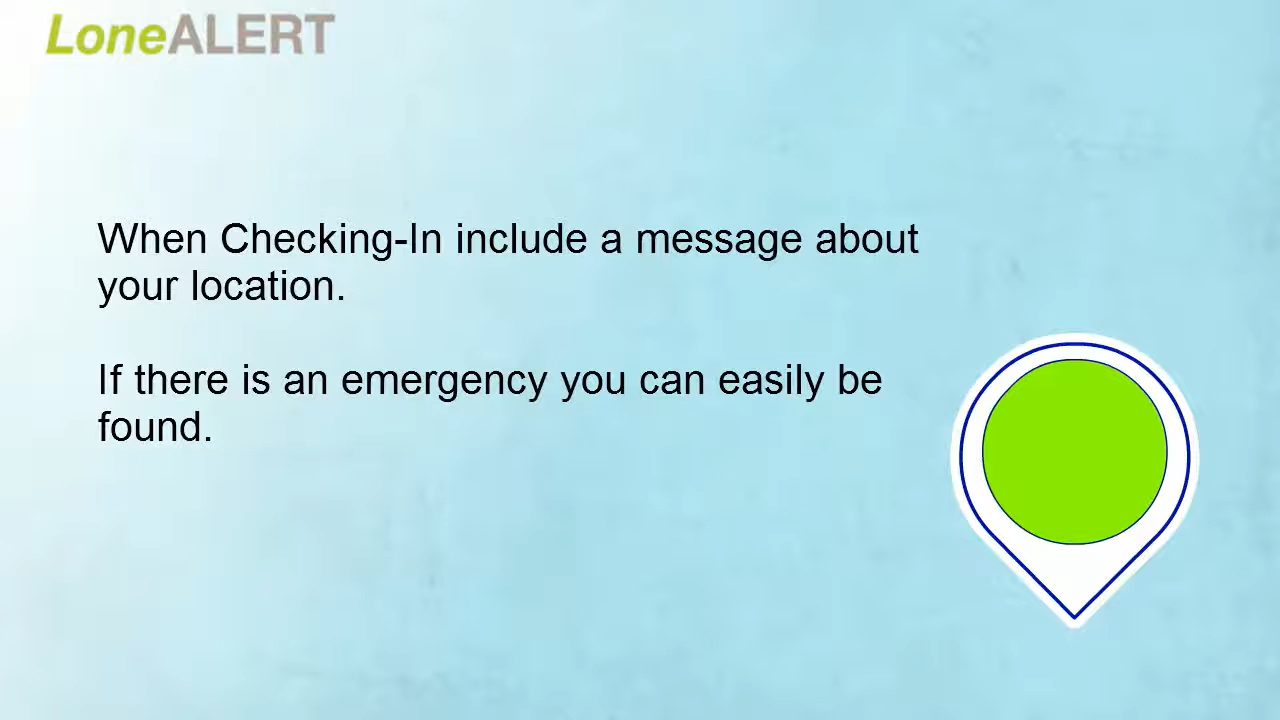 LoneALERT
When Checking-In include a message about
your location.
If there is an emergency you can easily be
found.